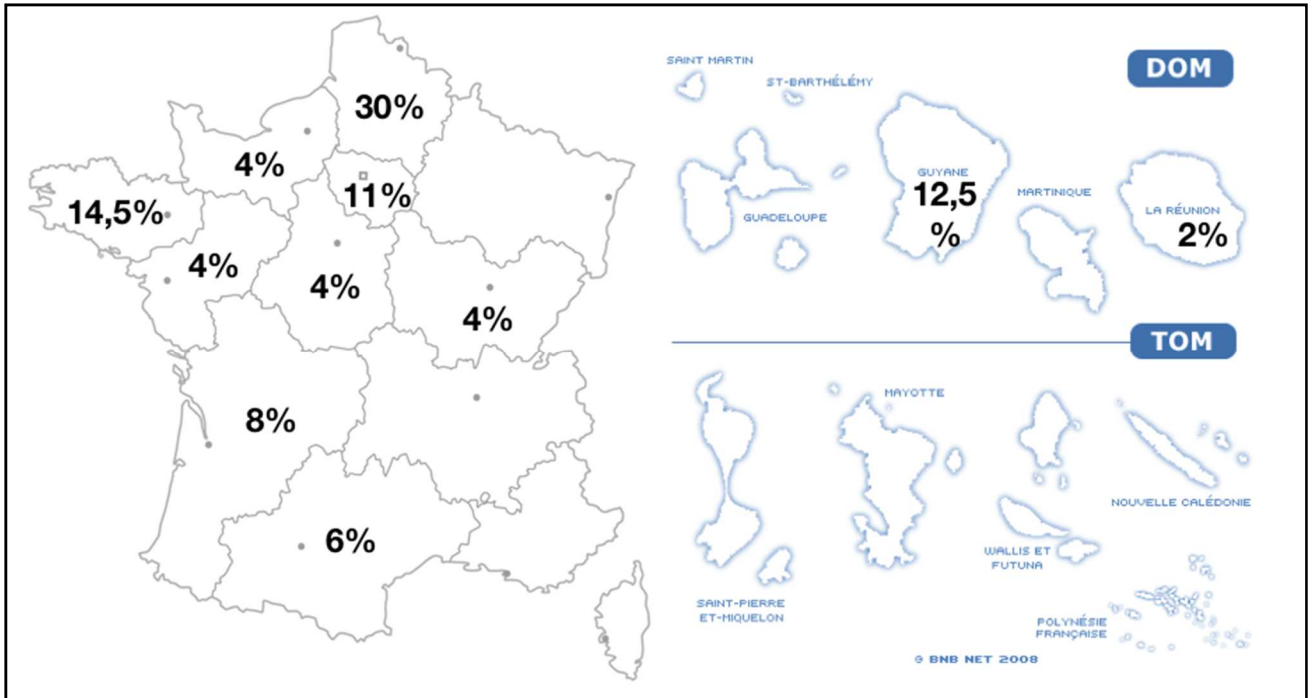 30%
4%
11%
14,5%
4%
4%
4%
8%
6%
DOM
SAINT MARTIN
ST-BARTHÉLÉMY
GUYANE
12,5
%
MARTINIQUE
LA RÉUNION
2%
GUADELOUPE
TOM
MAYOTTE
NOUVELLE CALÉDONIE
WALLIS ET
FUTUNA
SAINT-PIERRE
ET-MIQUELON
POLYNÉSIE
FRANÇAISE
© BNB NET 2008